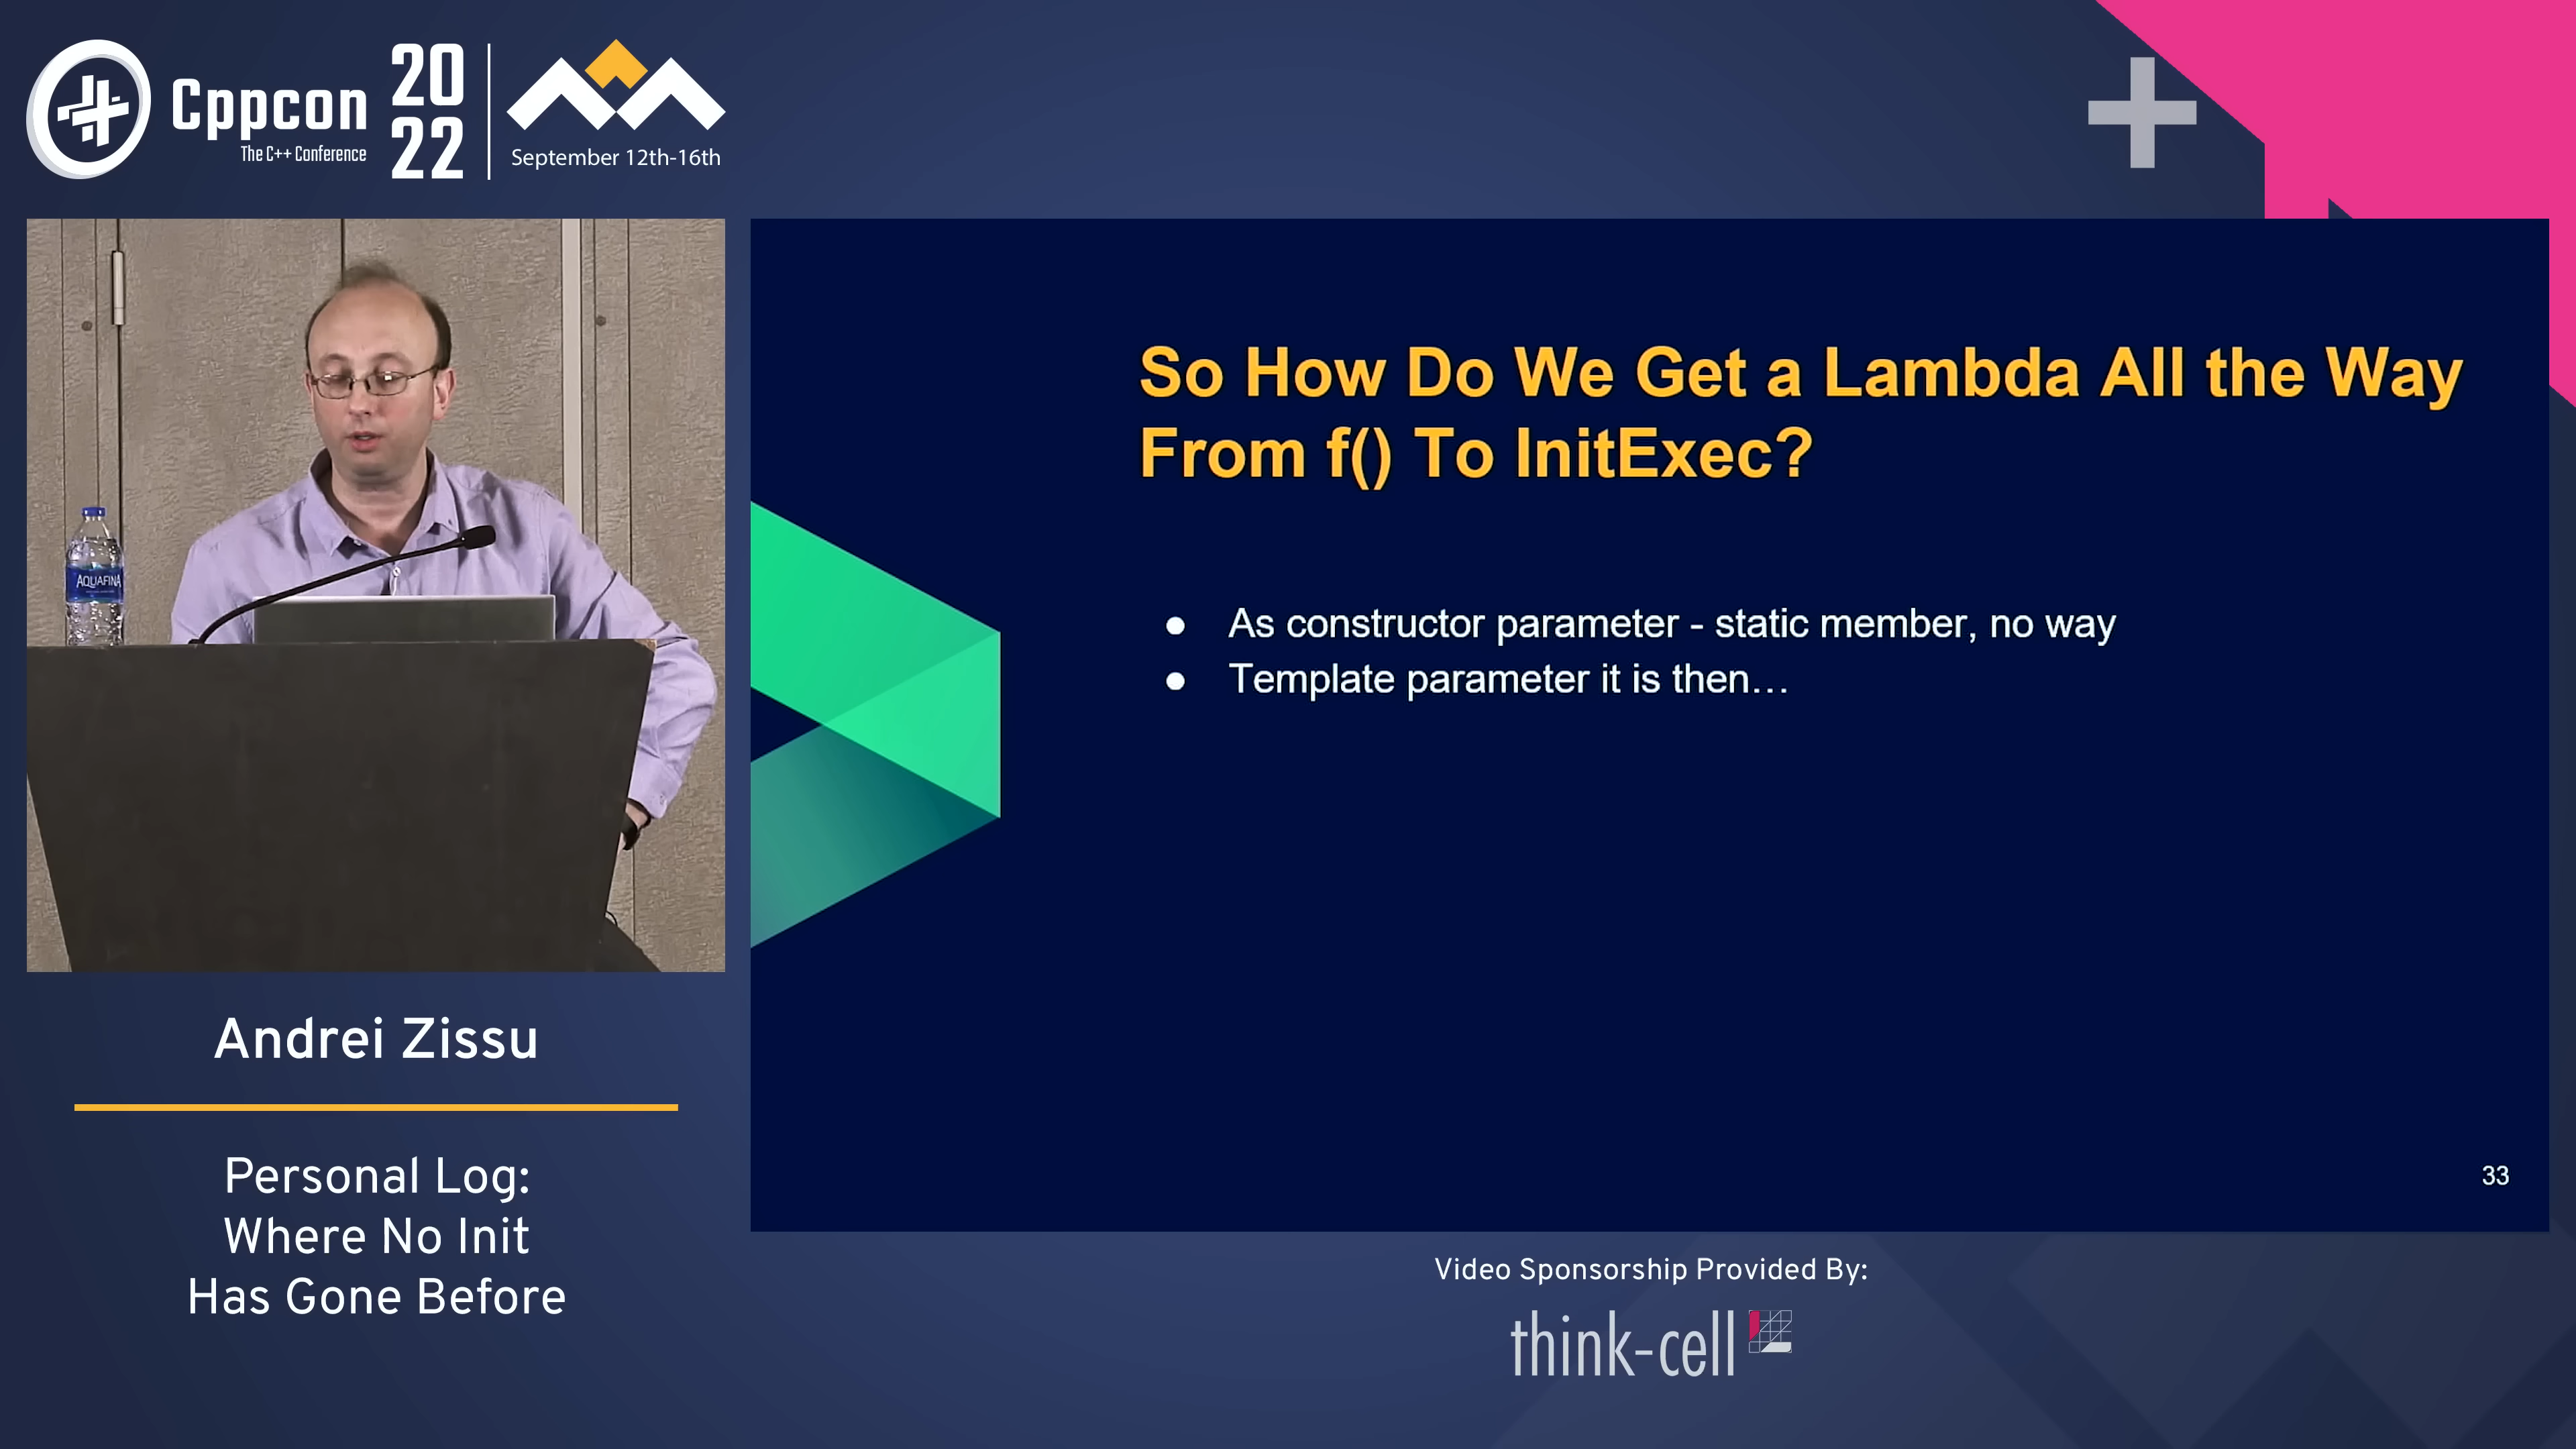 Cppcon
The C++ Conference
20
22
September 12th-16th
So How Do We Get a Lambda All the Way
From f() To InitExec?
● As constructor parameter - static member, no way
● Template parameter it is then…
33
AQUAFINA
Andrei Zissu
Personal Log:
Where No Init
Has Gone Before
Video Sponsorship Provided By:
think-cell